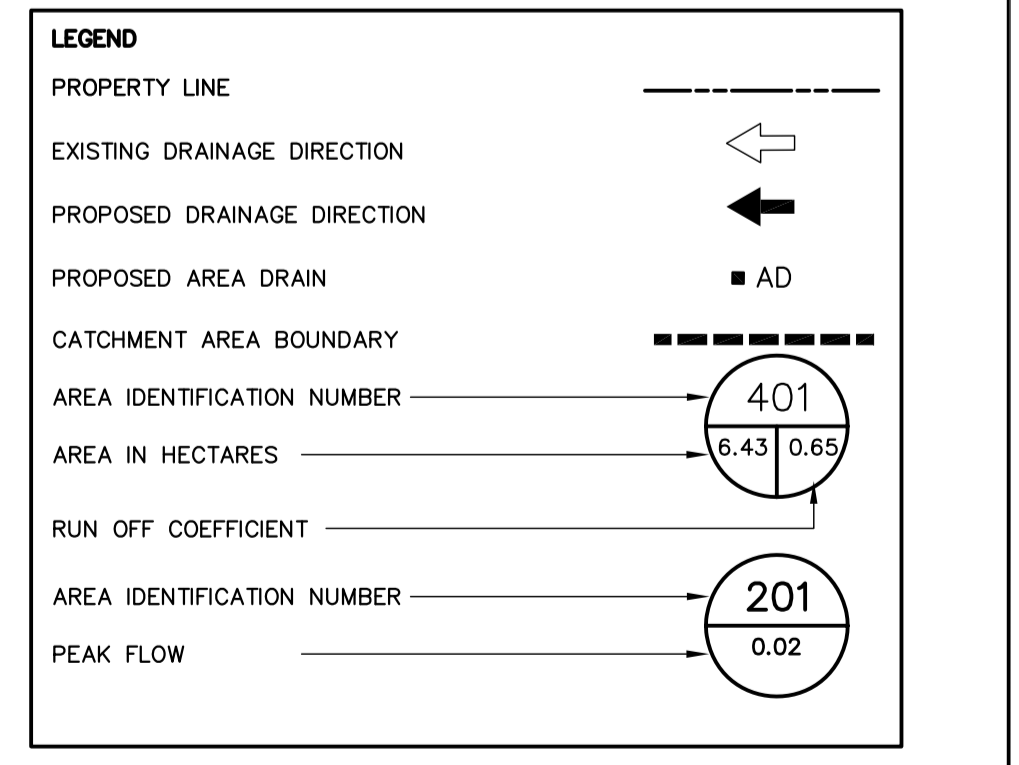 LEGEND
PROPERTY LINE
EXISTING DRAINAGE DIRECTION
PROPOSED DRAINAGE DIRECTION
PROPOSED AREA DRAIN AD
CATCHMENT AREA BOUNDARY
AREA IDENTIFICATION NUMBER 401
AREA IN HECTARES 6.43 0.65
RUN OFF COEFFICIENT
AREA IDENTIFICATION NUMBER 201
PEAK FLOW 0.02